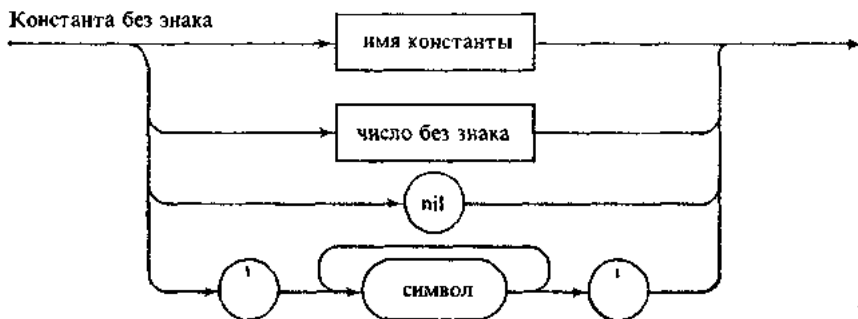 Константа без знака
имя константы
число без знака
nil
' символ '